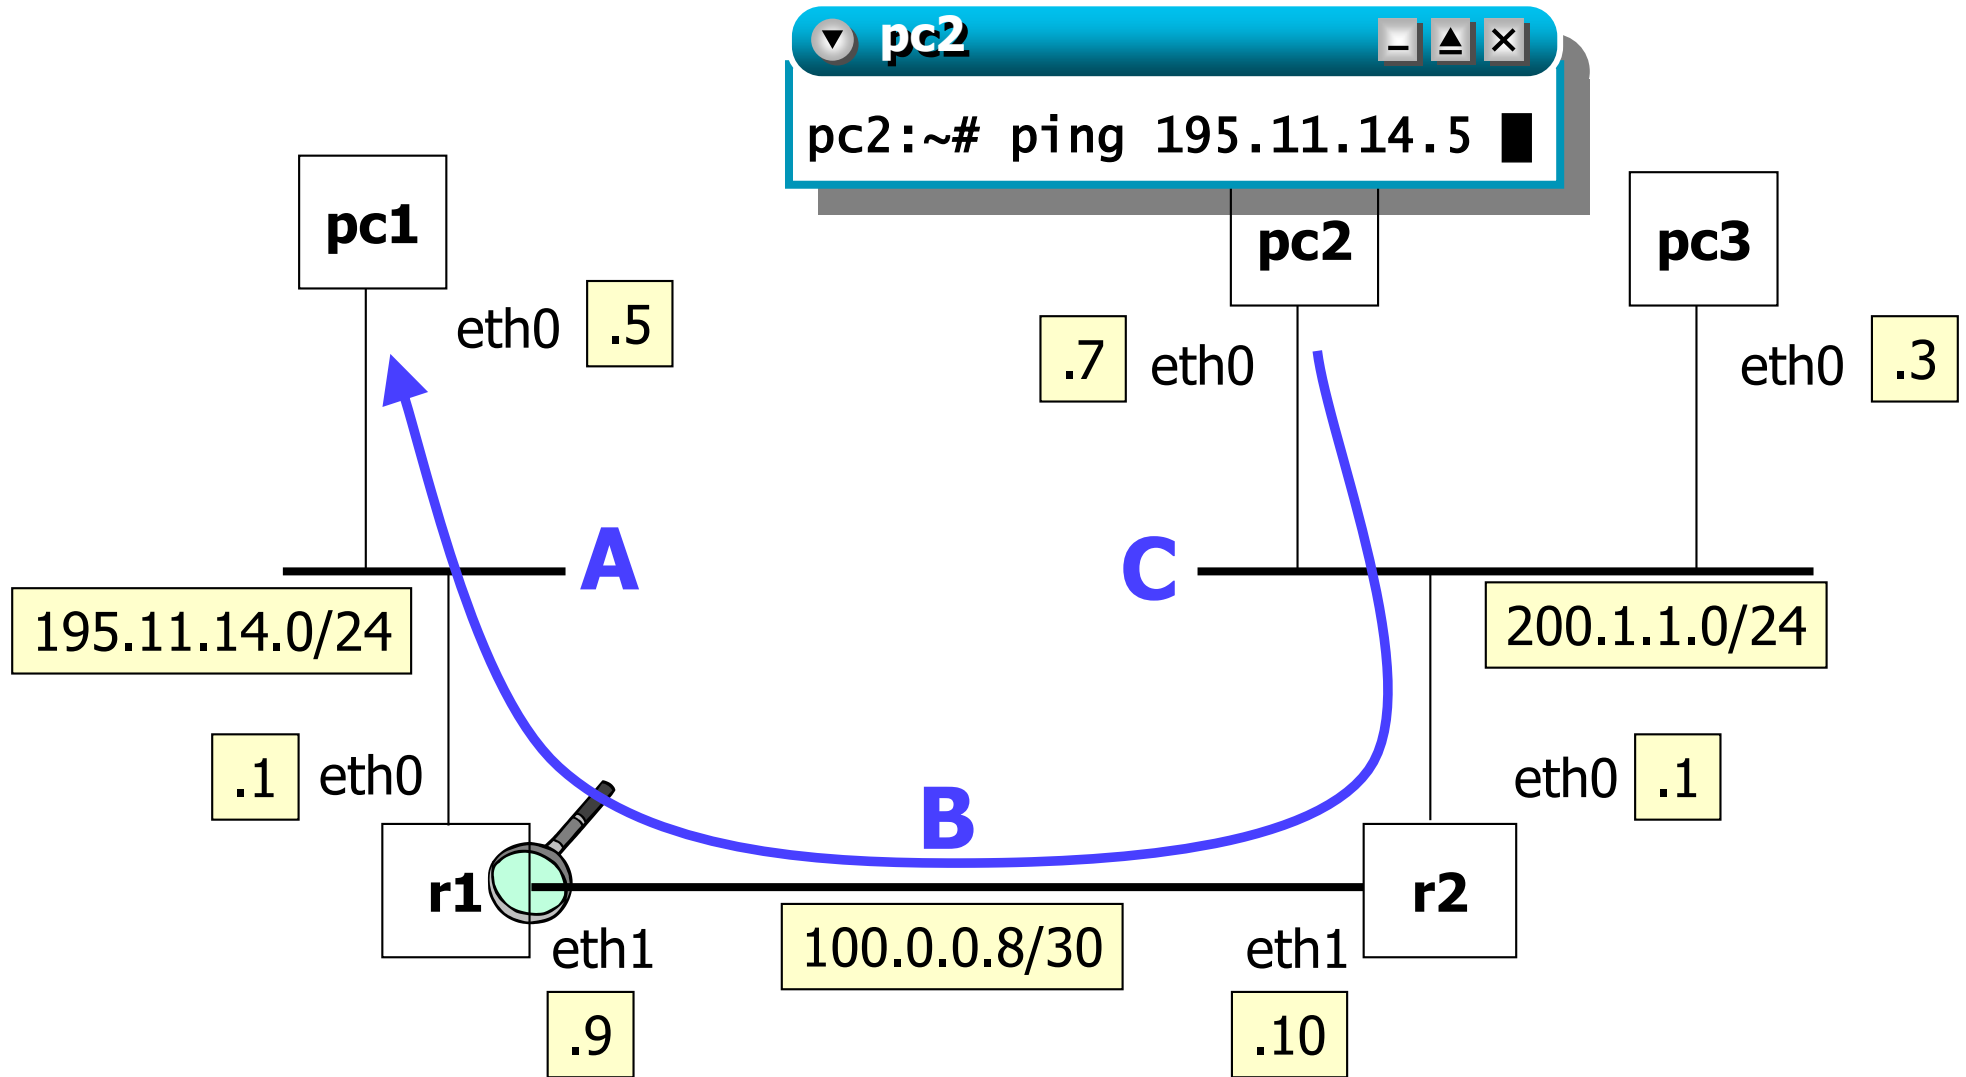 pc2
pc2:~# ping 195.11.14.5
pc1
pc2
pc3
eth0
.5
.7
eth0
eth0
.3
A
C
195.11.14.0/24
200.1.1.0/24
.1
eth0
B
eth0
.1
r1
r2
eth1
100.0.0.8/30
eth1
.9
.10